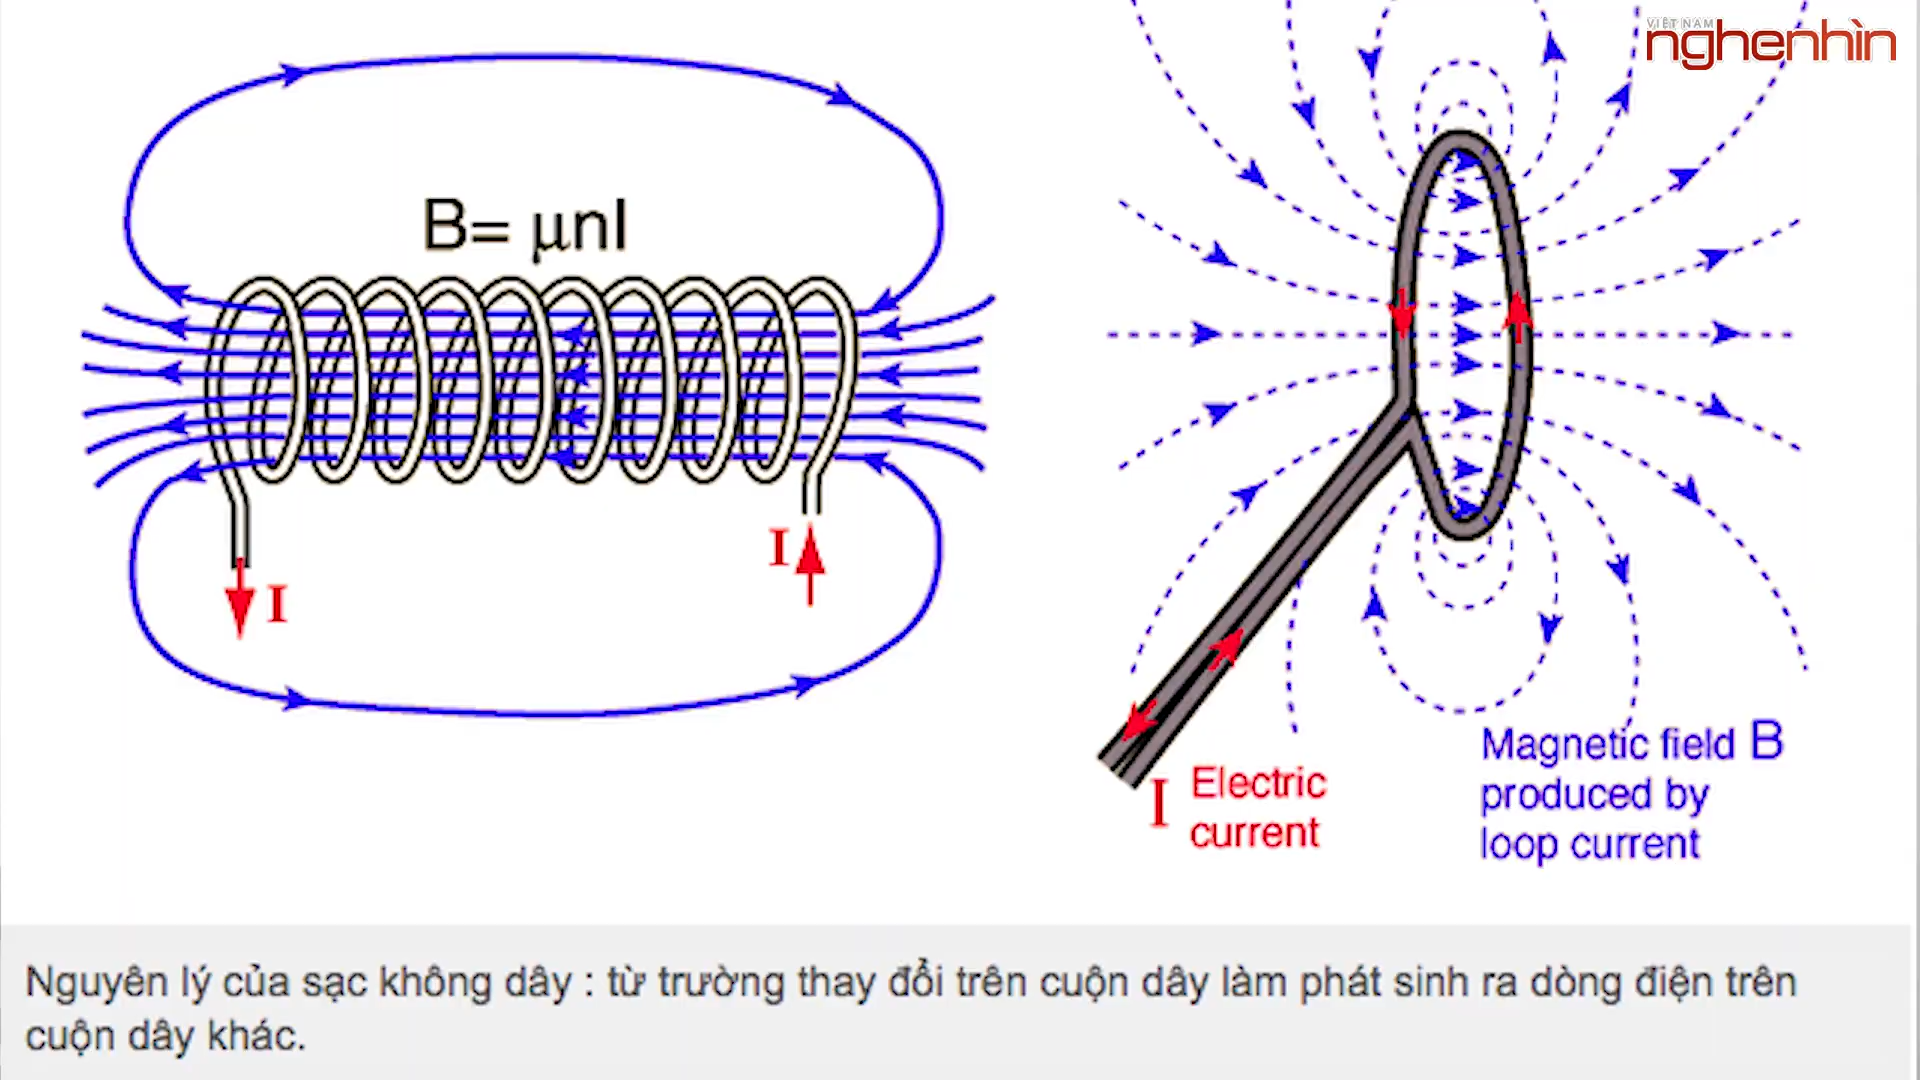 VIỆT NAM
nghenhìn
B= μnI
I
I
I
Electric
current
Magnetic field B
produced by
loop current
Nguyên lý của sạc không dây : từ trường thay đổi trên cuộn dây làm phát sinh ra dòng điện trên
cuộn dây khác.